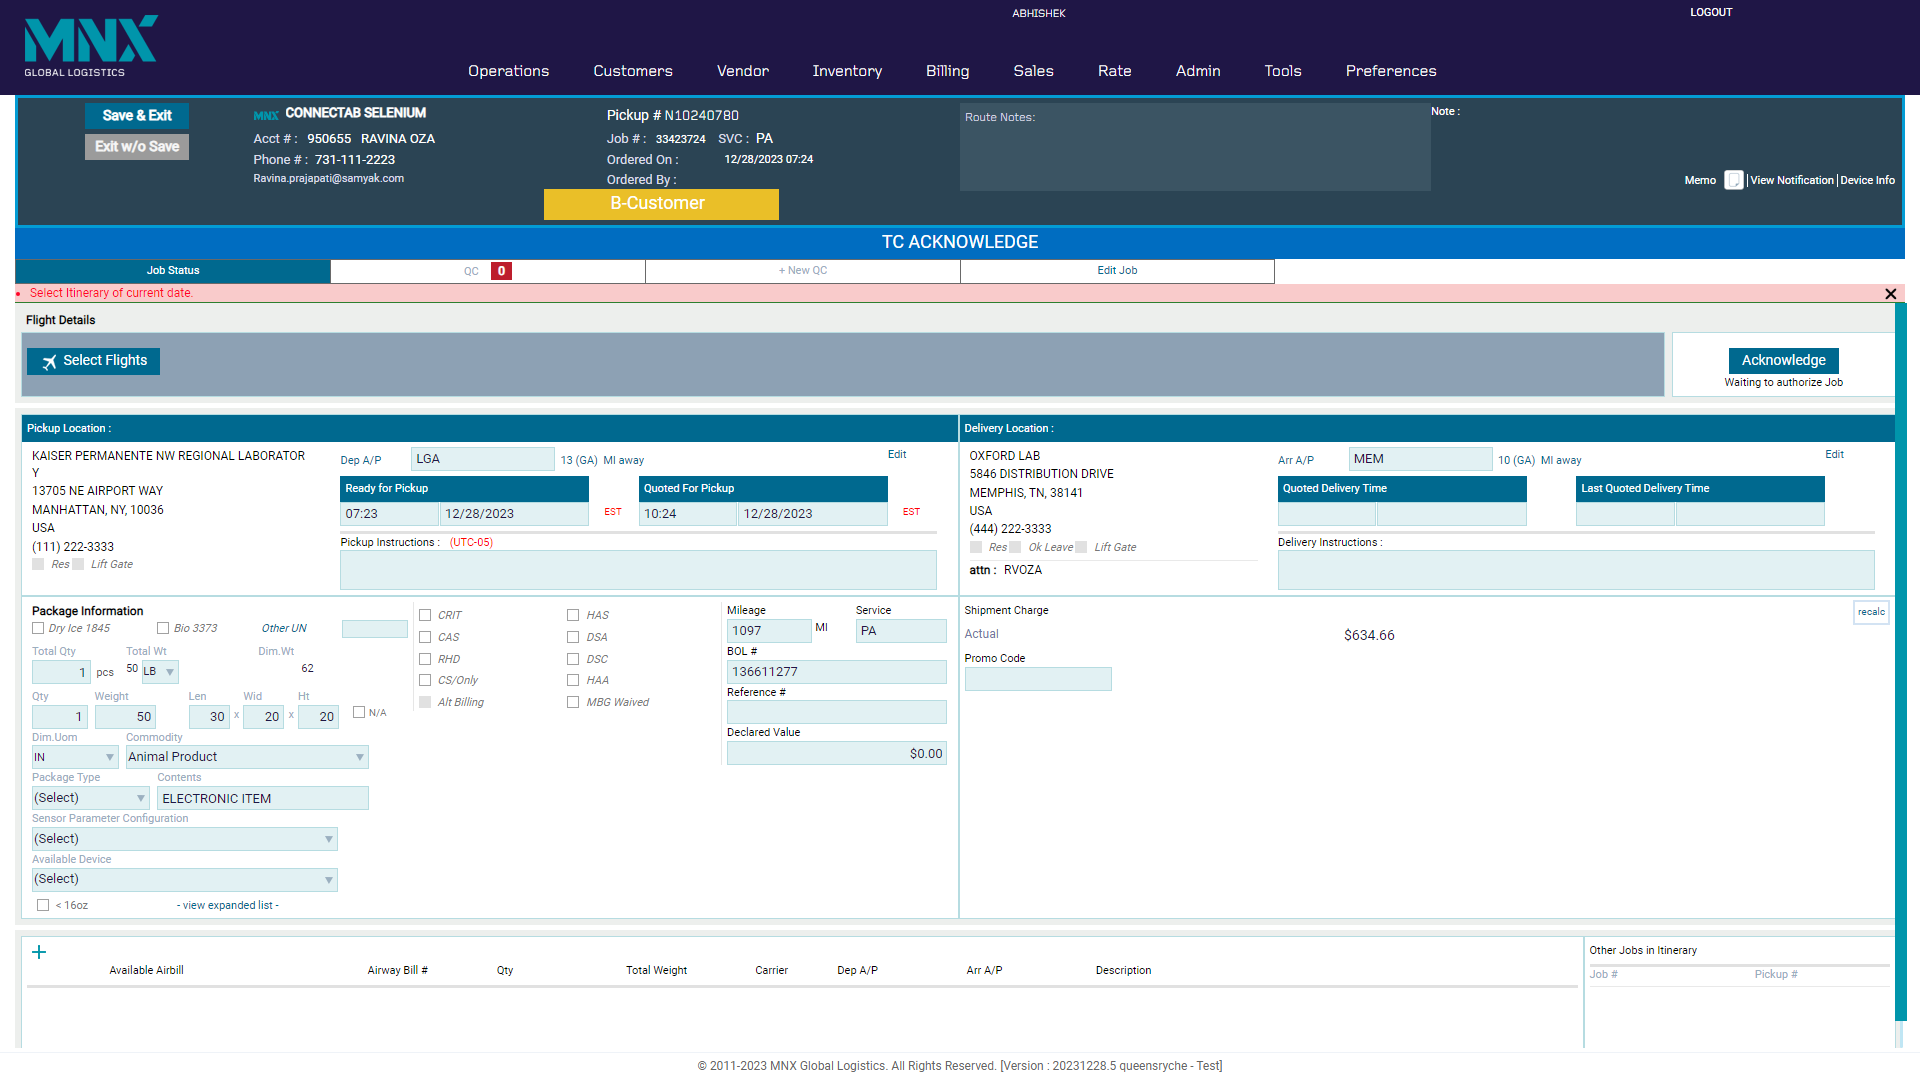 MNX
GLOBAL LOGISTICS
ABHISHEK
LOGOUT
Operations
Customers
Vendor
Inventory
Billing
Sales
Rate
Admin
Tools
Preferences
Save & Exit
Exit w/o Save
MNX CONNECTAB SELENIUM
Acct # : 950655 RAVINA OZA
Phone # : 731-111-2223
Ravina.prajapati@samyak.com
Pickup # N10240780
Job # : 33423724 SVC : PA
Ordered On : 12/28/2023 07:24
Ordered By :
B-Customer
Route Notes:
Note :
Memo | View Notification | Device Info
TC ACKNOWLEDGE
Job Status
QC 0
+ New QC
Edit Job
Select Itinerary of current date.
Flight Details
Select Flights
Acknowledge
Waiting to authorize Job
Pickup Location :
KAISER PERMANENTE NW REGIONAL LABORATOR
Y
13705 NE AIRPORT WAY
MANHATTAN, NY, 10036
USA
(111) 222-3333
Res Lift Gate
Dep A/P LGA 13 (GA) MI away
Edit
Ready for Pickup
07:23 12/28/2023 EST
Quoted For Pickup
10:24 12/28/2023 EST
Pickup Instructions : (UTC-05)
Delivery Location :
OXFORD LAB
5846 DISTRIBUTION DRIVE
MEMPHIS, TN, 38141
USA
(444) 222-3333
Res Ok Leave Lift Gate
attn : RVOZA
Arr A/P MEM 10 (GA) MI away
Edit
Quoted Delivery Time
Last Quoted Delivery Time
Delivery Instructions :
Package Information
Dry Ice 1845 Bio 3373 Other UN
Total Qty Total Wt Dim.Wt
1 pcs 50 LB 62
Qty Weight Len Wid Ht
1 50 30 x 20 x 20 N/A
Dim.Uom Commodity
IN Animal Product
Package Type Contents
(Select) ELECTRONIC ITEM
Sensor Parameter Configuration
(Select)
Available Device
(Select)
< 16oz - view expanded list -
CRIT HAS
CAS DSA
RHD DSC
CS/Only HAA
Alt Billing MBG Waived
Mileage Service
1097 MI PA
BOL #
136611277
Reference #
Declared Value
$0.00
Shipment Charge
recalc
Actual $634.66
Promo Code
+
Available Airbill Airway Bill # Qty Total Weight Carrier Dep A/P Arr A/P Description
Other Jobs in Itinerary
Job # Pickup #
© 2011-2023 MNX Global Logistics. All Rights Reserved. [Version : 20231228.5 queensryche - Test]